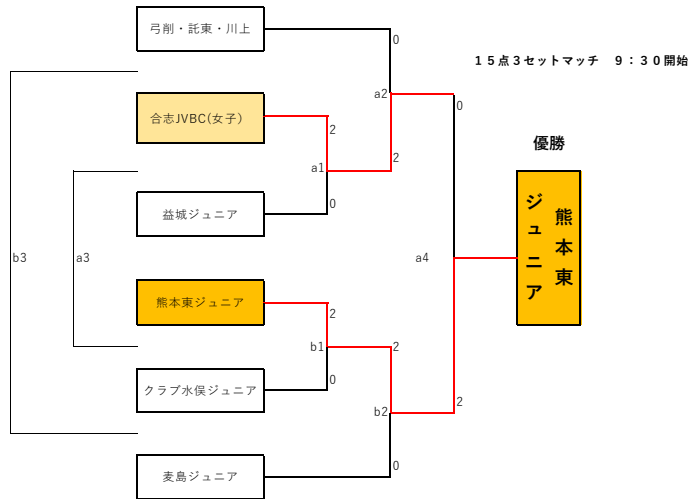 弓削・託東・川上
0
15点3セットマッチ　9：30開始
a2
0
合志JVBC(女子)
2
優勝
2
a1
0
益城ジュニア
熊本東
ジュニア
b3
a3
a4
熊本東ジュニア
2
b1
2
0
クラブ水俣ジュニア
2
b2
0
麦島ジュニア